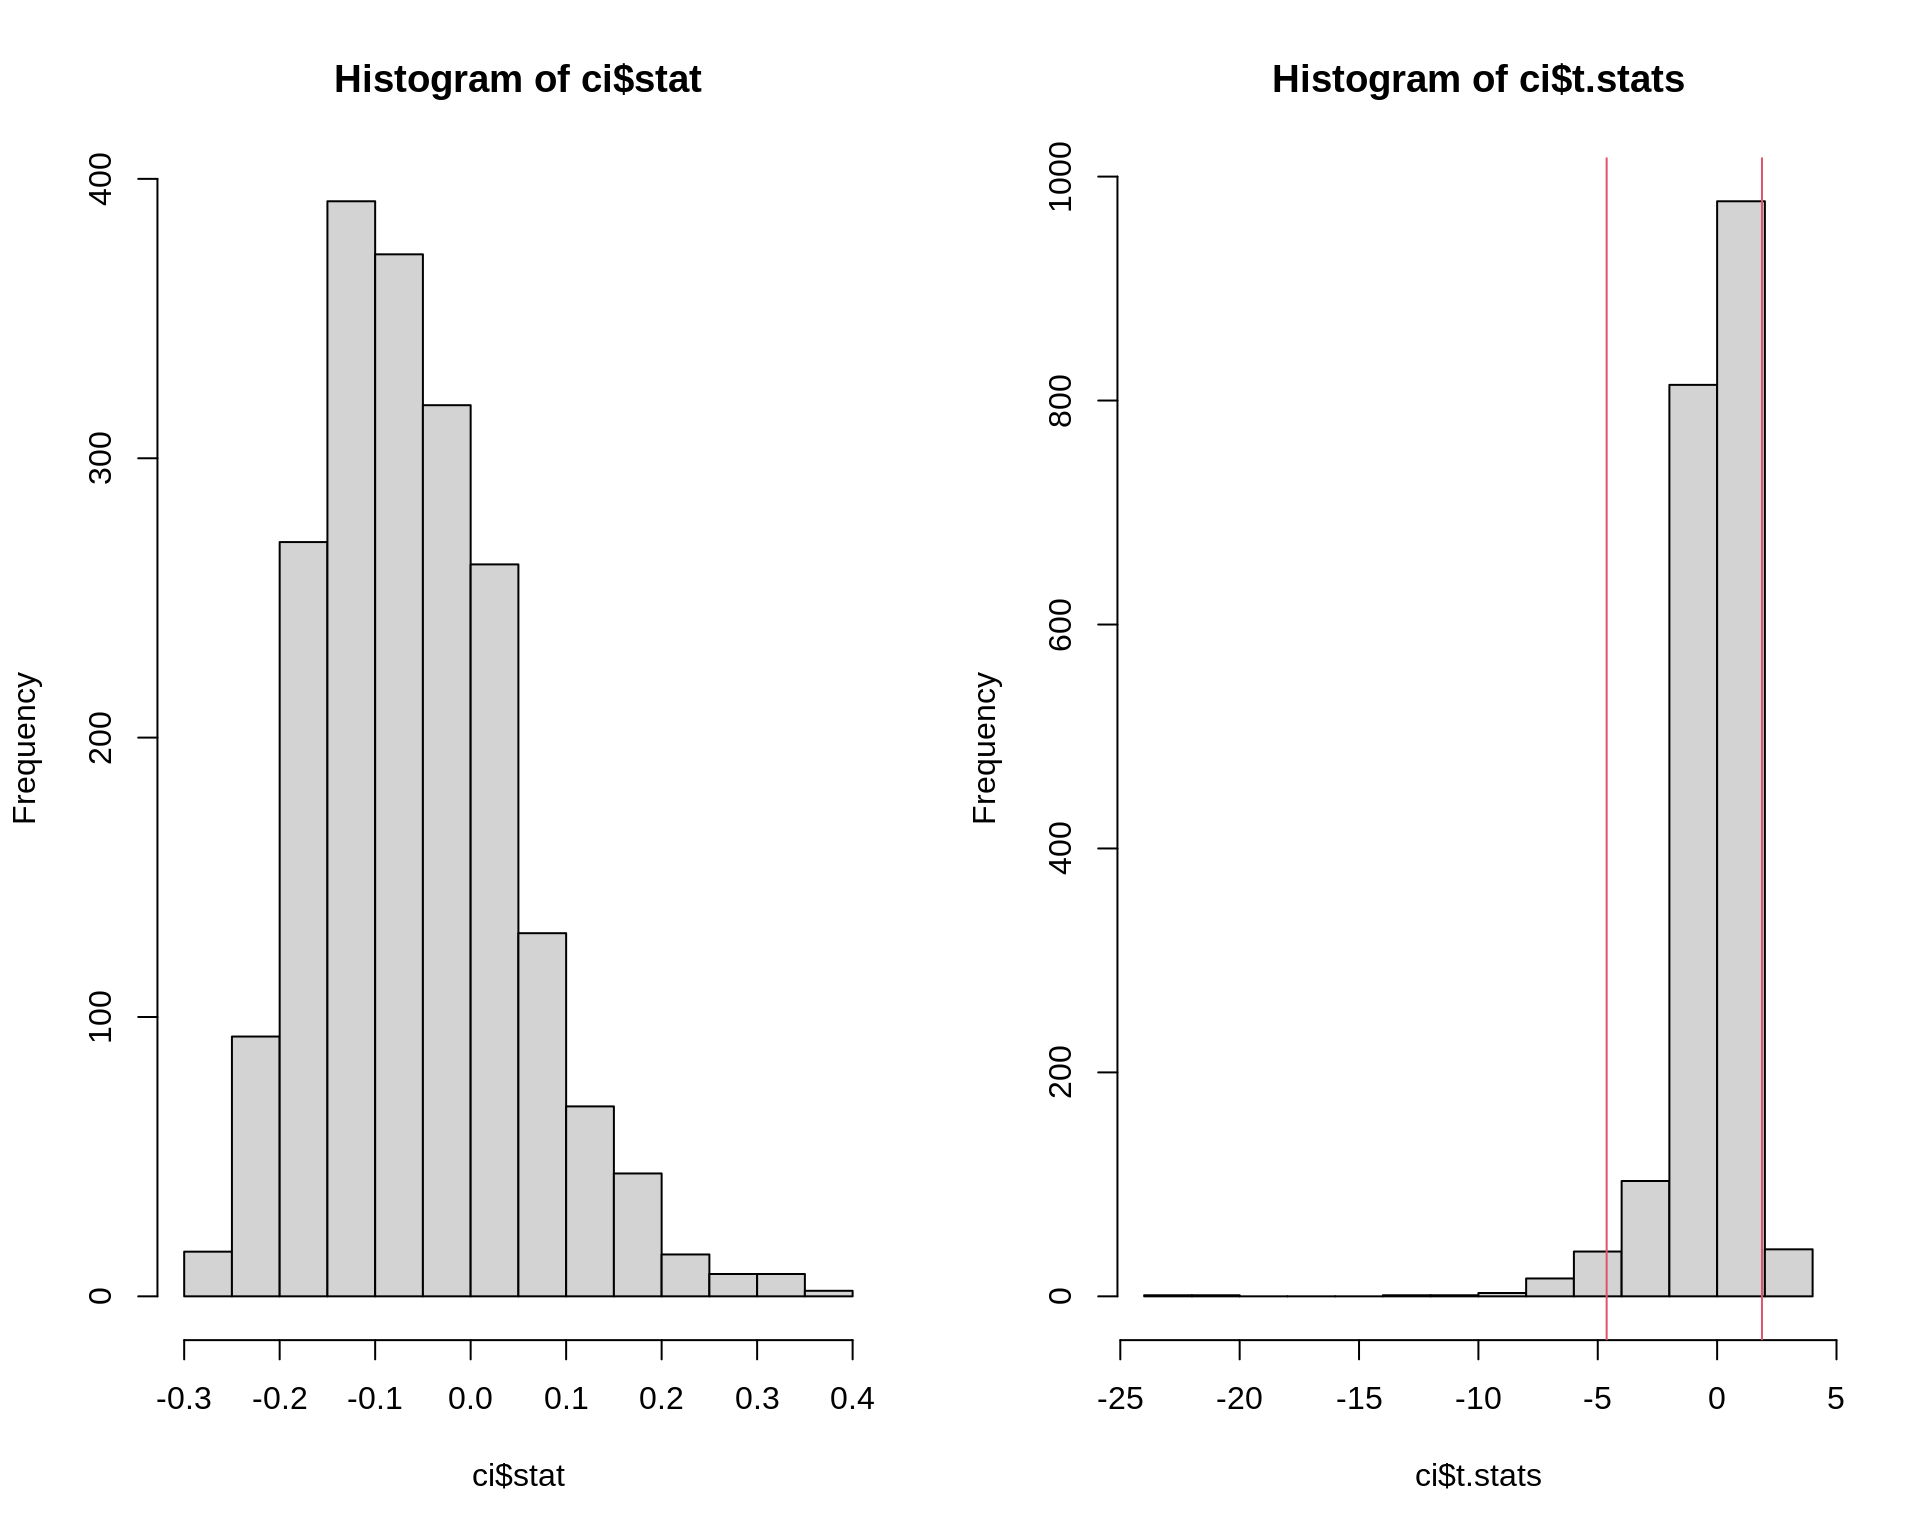 Histogram of ci$stat
Frequency
400
300
200
100
0
-0.3 -0.2 -0.1 0.0 0.1 0.2 0.3 0.4
ci$stat
Histogram of ci$t.stats
Frequency
1000
800
600
400
200
0
-25 -20 -15 -10 -5 0 5
ci$t.stats